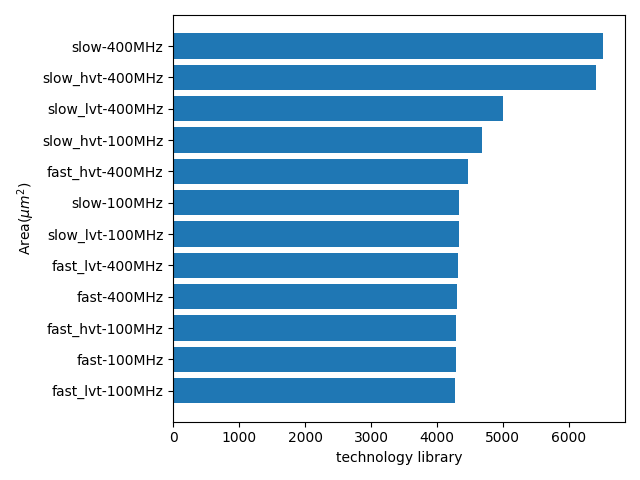 slow-400MHz
slow_hvt-400MHz
slow_lvt-400MHz
slow_hvt-100MHz
fast_hvt-400MHz
slow-100MHz
slow_lvt-100MHz
fast_lvt-400MHz
fast-400MHz
fast_hvt-100MHz
fast-100MHz
fast_lvt-100MHz
Area(μm²)
0 1000 2000 3000 4000 5000 6000
technology library